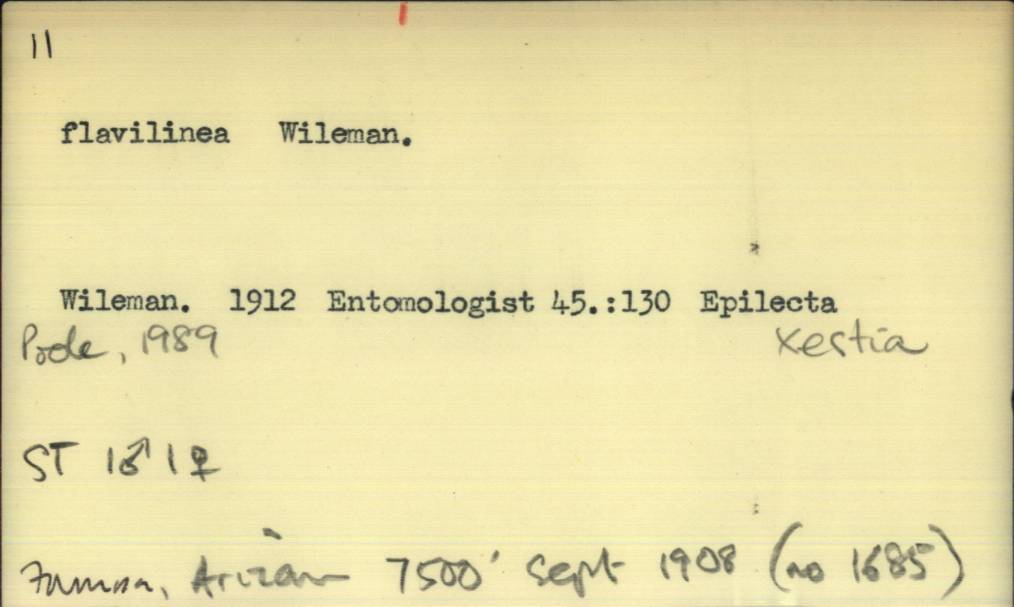 11
flavilinea Wileman.
Wileman. 1912 Entomologist 45.:130 Epilecta
Poole, 1989 Xestia
ST 1♂ 1♀
Arizan 7500' Sept 1908 (no 1685)